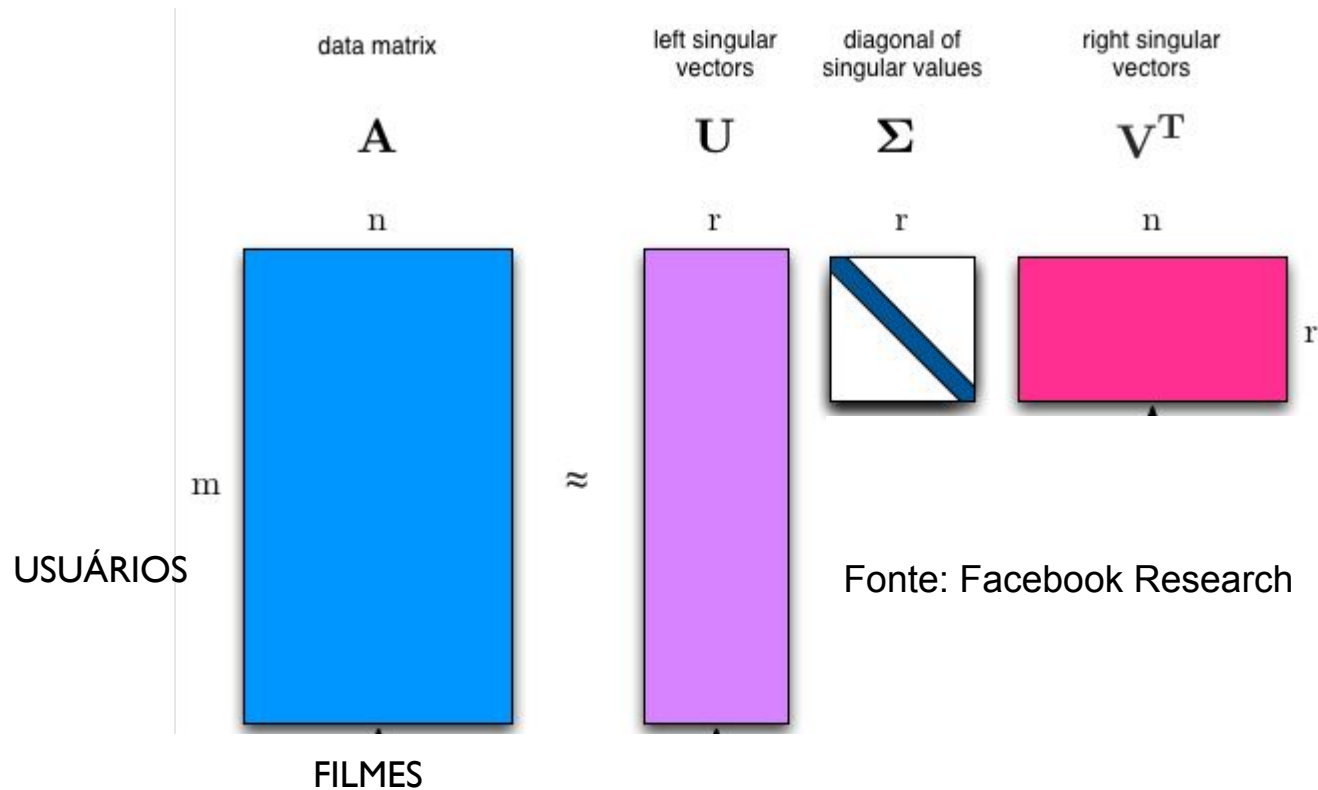 data matrix
left singular
vectors
diagonal of
singular values
right singular
vectors
A
U
Σ
V^T
n
r
r
n
r
m
≈
USUÁRIOS
Fonte: Facebook Research
FILMES